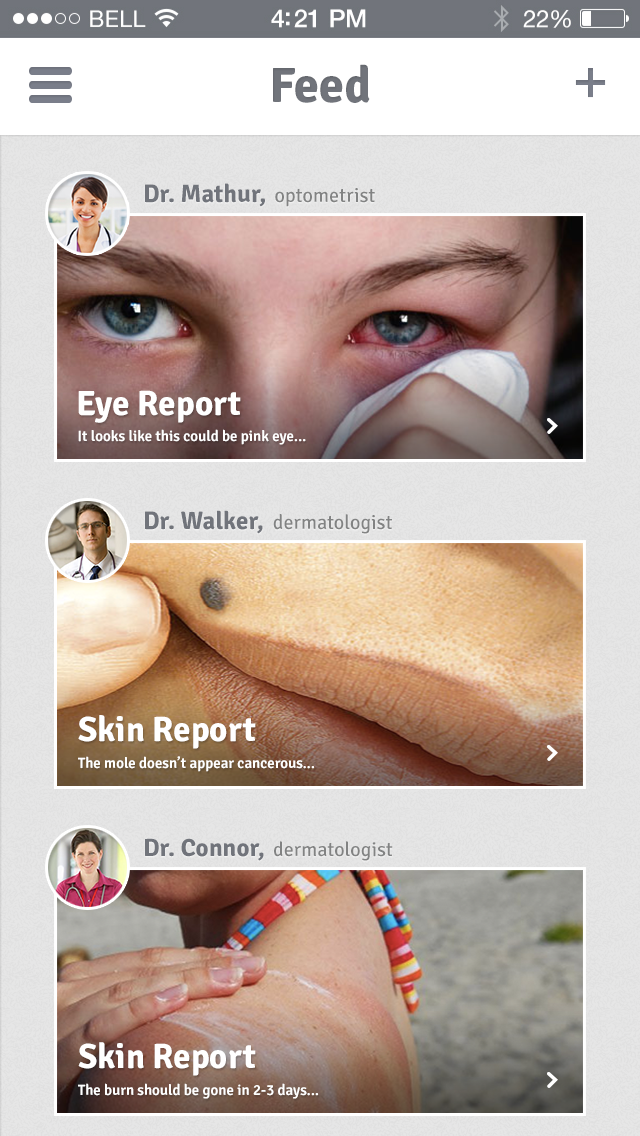 BELL 4:21 PM 22%
Feed
Dr. Mathur, optometrist
Eye Report
It looks like this could be pink eye...
Dr. Walker, dermatologist
Skin Report
The mole doesn't appear cancerous...
Dr. Connor, dermatologist
Skin Report
The burn should be gone in 2-3 days...